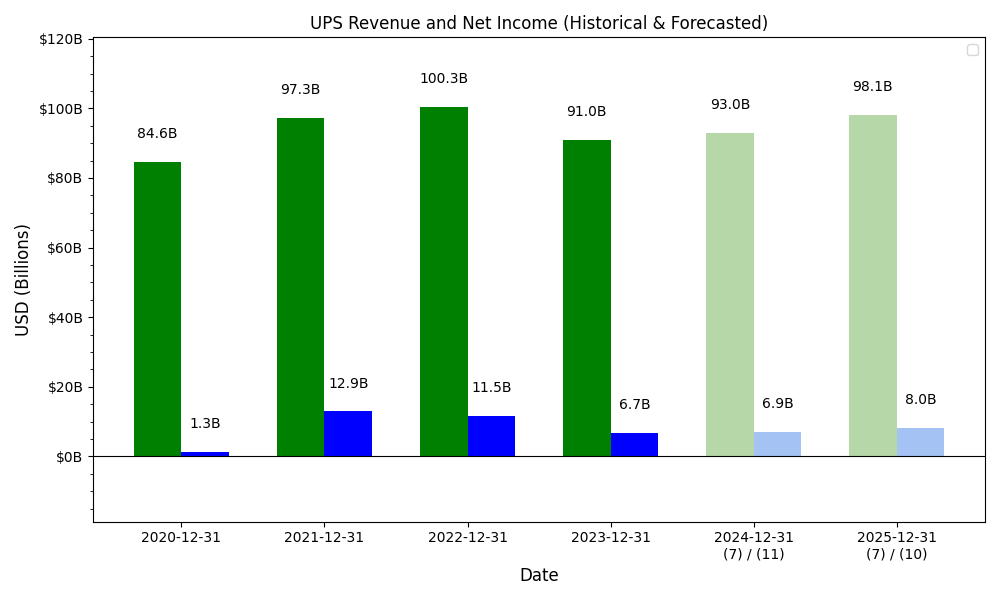 UPS Revenue and Net Income (Historical & Forecasted)
$120B
$100B
$80B
$60B
$40B
$20B
$0B
USD (Billions)
84.6B
1.3B
97.3B
12.9B
100.3B
11.5B
91.0B
6.7B
93.0B
6.9B
98.1B
8.0B
2020-12-31
2021-12-31
2022-12-31
2023-12-31
2024-12-31
(7) / (11)
2025-12-31
(7) / (10)
Date